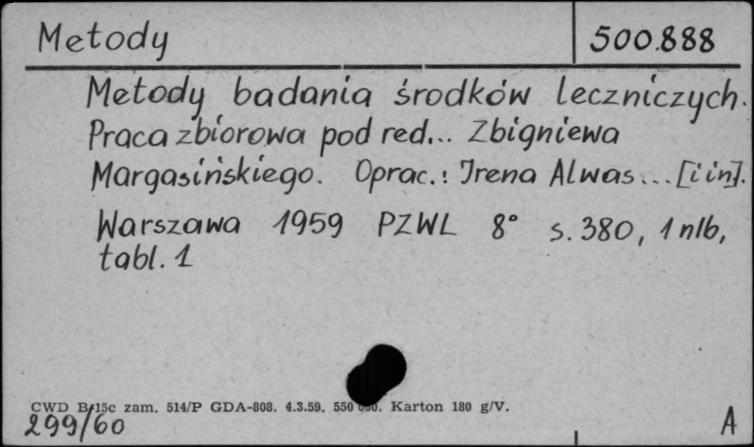 Metody
500.888
Metody badania środków leczniczych.
Praca zbiorowa pod red... Zbigniewa
Margasińskiego. Oprac.: Irena Alwas... [i in].
Warszawa 1959 PZWL 8° s. 380, 1 nlb,
tabl. 1
CWD B/15c zam. 514/P GDA-808. 4.3.59. 550 000. Karton 180 g/V.
299/60
A